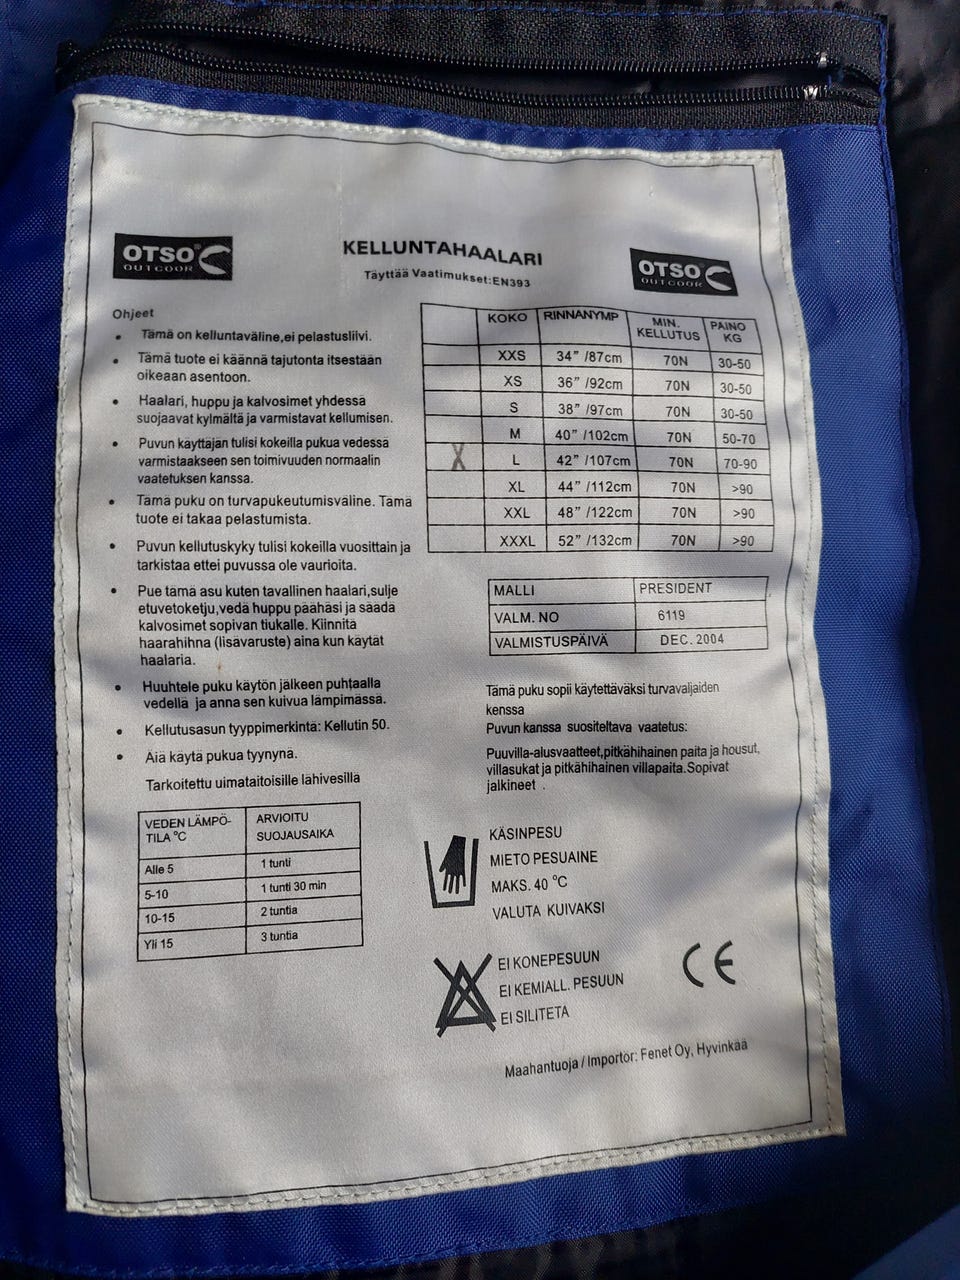 OTSO®
OUTCOOR
KELLUNTAHAALARI
Täyttää Vaatimukset:EN393
OTSO®
OUTCOOR
Ohjeet
• Tämä on kelluntaväline,ei pelastusliivi.
• Tämä tuote ei käännä tajutonta itsestään
oikeaan asentoon.
• Haalari, huppu ja kalvosimet yhdessä
suojaavat kylmältä ja varmistavat kellumisen.
• Puvun käyttäjan tulisi kokeilla pukua vedessä
varmistaakseen sen toimivuuden normaalin
vaatetuksen kanssa.
• Tämä puku on turvapukeutumisväline. Tämä
tuote ei takaa pelastumista.
• Puvun kellutuskyky tulisi kokeilla vuosittain ja
tarkistaa ettei puvussa ole vaurioita.
• Pue tämä asu kuten tavallinen haalari,sulje
etuvetoketju,vedä huppu päähäsi ja säädä
kalvosimet sopivan tiukalle. Kiinnitä
haarahihna (lisävaruste) aina kun käytät
haalaria.
• Huuhtele puku käytön jälkeen puhtaalla
vedellä ja anna sen kuivua lämpimässä.
• Kellutusasun tyyppimerkintä: Kellutin 50.
• Äiä käytä pukua tyynynä.
Tarkoitettu uimataitoisille lähivesillä
VEDEN LÄMPÖ-
TILA °C
ARVIOITU
SUOJAUSAIKA
Alle 5 1 tunti
5-10 1 tunti 30 min
10-15 2 tuntia
Yli 15 3 tuntia
KOKO RINNANYMP MIN. KELLUTUS PAINO KG
XXS 34” /87cm 70N 30-50
XS 36” /92cm 70N 30-50
S 38” /97cm 70N 30-50
M 40” /102cm 70N 50-70
X L 42” /107cm 70N 70-90
XL 44” /112cm 70N >90
XXL 48” /122cm 70N >90
XXXL 52” /132cm 70N >90
MALLI PRESIDENT
VALM. NO 6119
VALMISTUSPÄIVÄ DEC. 2004
Tämä puku sopii käytettäväksi turvavaljaiden
kenssa
Puvun kanssa suositeltava vaatetus:
Puuvilla-alusvaatteet,pitkähihainen paita ja housut,
villasukat ja pitkähihainen villapaita.Sopivat
jalkineet .
KÄSINPESU
MIETO PESUAINE
MAKS. 40 °C
VALUTA KUIVAKSI
EI KONEPESUUN
EI KEMIALL. PESUUN
EI SILITETA
CE
Maahantuoja / Importor: Fenet Oy, Hyvinkää